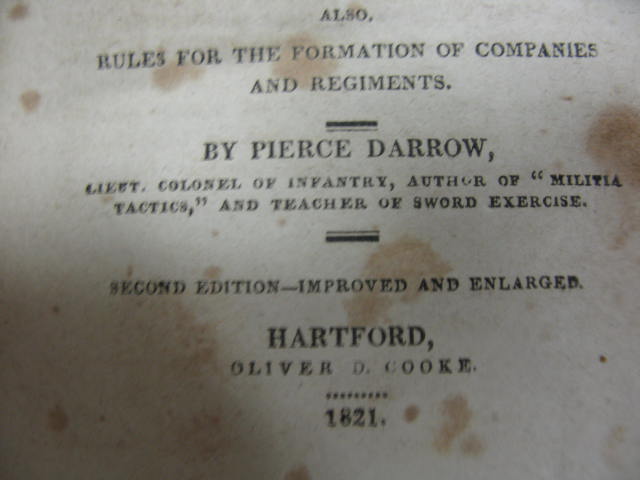 ALSO,
RULES FOR THE FORMATION OF COMPANIES
AND REGIMENTS.
BY PIERCE DARROW,
LIEUT. COLONEL OF INFANTRY, AUTHOR OF "MILITIA
TACTICS," AND TEACHER OF SWORD EXERCISE.
SECOND EDITION—IMPROVED AND ENLARGED.
HARTFORD,
OLIVER D. COOKE.
1821.